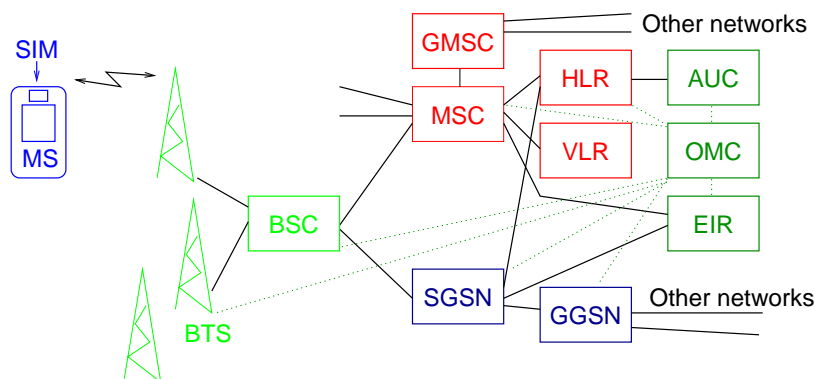 Other networks
GMSC
SIM
HLR
AUC
MSC
MS
VLR
OMC
BSC
EIR
SGSN
Other networks
GGSN
BTS